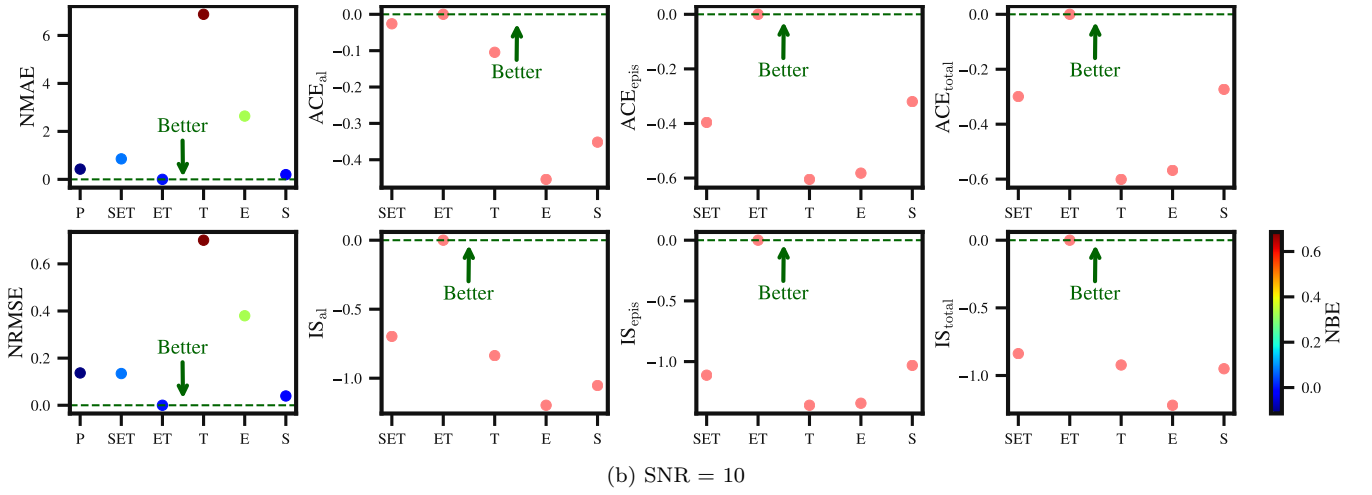 NMAE
6
4
2
0
Better
P SET ET T E S
ACE_al
0.0
−0.1
−0.3
−0.4
Better
SET ET T E S
ACE_epis
0.0
−0.2
−0.4
−0.6
Better
SET ET T E S
ACE_total
0.0
−0.2
−0.4
−0.6
Better
SET ET T E S
NRMSE
0.6
0.4
0.2
0.0
Better
P SET ET T E S
IS_al
0.0
−0.5
−1.0
Better
SET ET T E S
IS_epis
0.0
−0.5
−1.0
Better
SET ET T E S
IS_total
0.0
−0.5
−1.0
Better
SET ET T E S
0.6
0.4
0.2
0.0
NBE
(b) SNR = 10